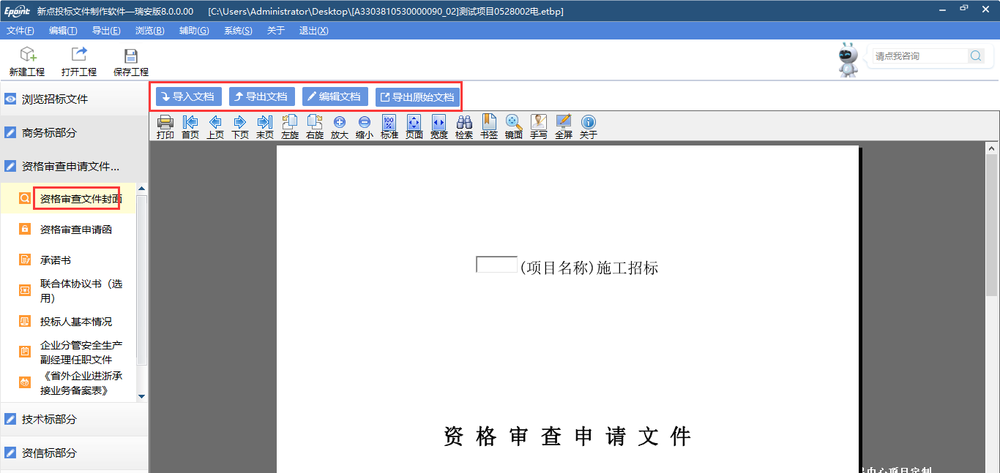 Epoint 新点投标文件制作软件—瑞安版8.0.0.00 [C:\Users\Administrator\Desktop\[A3303810530000090_02]测试项目0528002电.etbp]
文件(F) 编辑(T) 导出(E) 浏览(B) 辅助(G) 系统(S) 关于 退出(X)
新建工程 打开工程 保存工程
请点我咨询
浏览招标文件
商务标部分
资格审查申请文件...
资格审查文件封面
资格审查申请函
承诺书
联合体协议书（选
用）
投标人基本情况
企业分管安全生产
副经理任职文件
《省外企业进浙承
接业务备案表》
技术标部分
资信标部分
导入文档 导出文档 编辑文档 导出原始文档
打印 首页 上页 下页 末页 左旋 右旋 放大 缩小 100% 标准 页面 宽度 检索 书签 镜面 手写 全屏 关于
(项目名称)施工招标
资格审查申请文件
中心项目定制